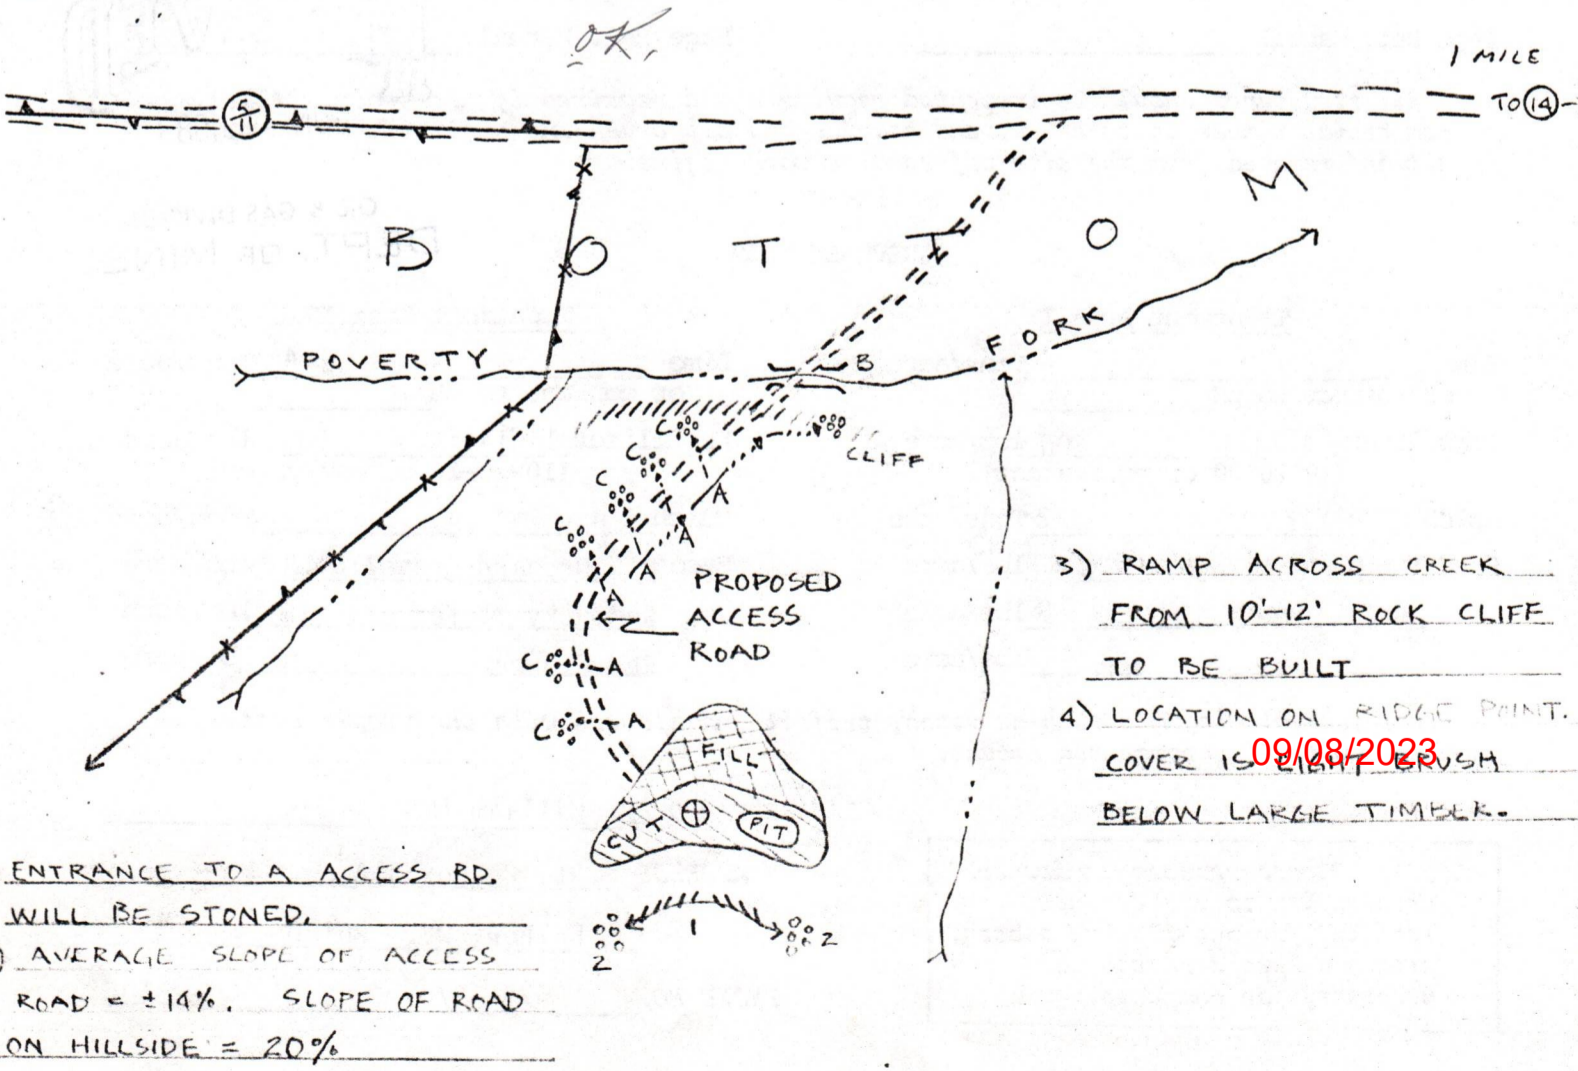 OK
1 MILE
5/11
TO 14
B O T T O M
POVERTY FORK
B
C
CLIFF
C
A
C
A
C
A
PROPOSED
A
ACCESS
ROAD
C A
C A
FILL
CUT
PIT
1
2
2
3) RAMP ACROSS CREEK
FROM 10'-12' ROCK CLIFF
TO BE BUILT
4) LOCATION ON RIDGE POINT.
09/08/2023
COVER IS LIGHT BRUSH
BELOW LARGE TIMBER.
ENTRANCE TO A ACCESS RD.
WILL BE STONED.
) AVERAGE SLOPE OF ACCESS
ROAD = ±14%. SLOPE OF ROAD
ON HILLSIDE = 20%